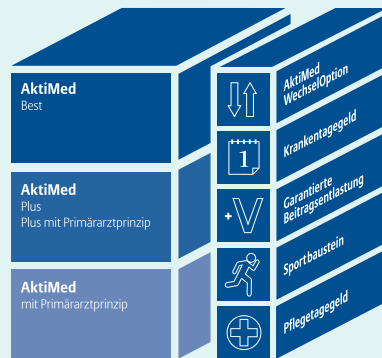 AktiMed
Best
AktiMed
Plus
Plus mit Primärarztprinzip
AktiMed
mit Primärarztprinzip
AktiMed
WechselOption
1
Krankentagegeld
+V
Garantierte
Beitragsentlastung
Sportbaustein
Pflegetagegeld